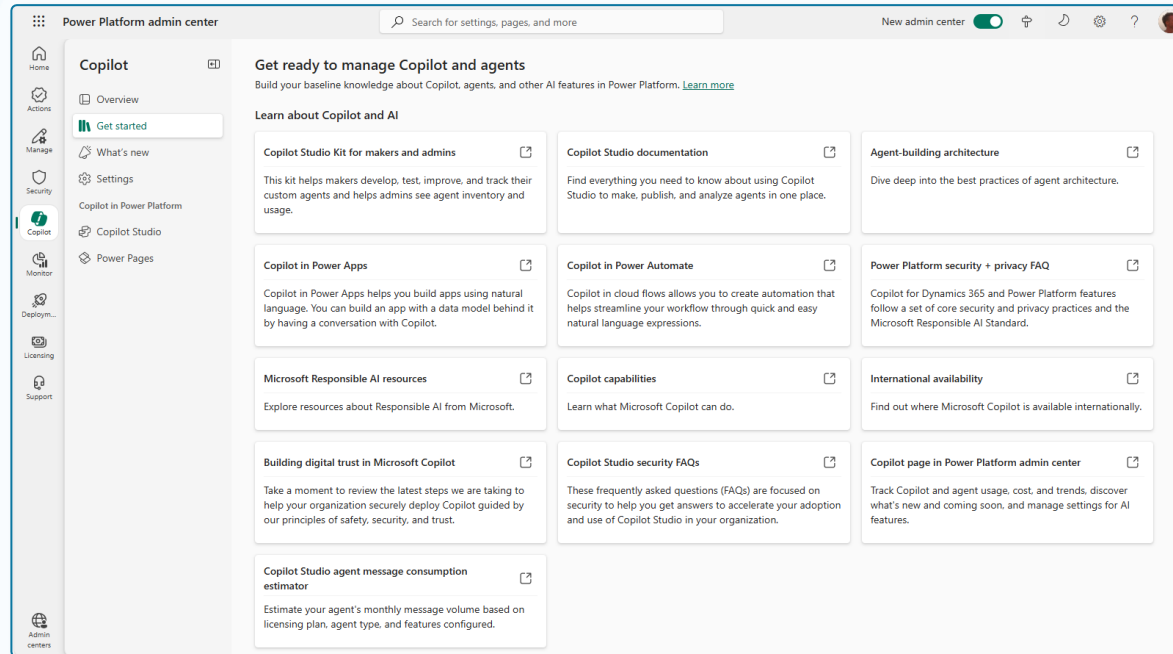 Power Platform admin center
Search for settings, pages, and more
New admin center
Home
Actions
Manage
Security
Copilot
Monitor
Deploym...
Licensing
Support
Admin
centers
Copilot
Overview
Get started
What's new
Settings
Copilot in Power Platform
Copilot Studio
Power Pages
Get ready to manage Copilot and agents
Build your baseline knowledge about Copilot, agents, and other AI features in Power Platform. Learn more
Learn about Copilot and AI
Copilot Studio Kit for makers and admins
This kit helps makers develop, test, improve, and track their
custom agents and helps admins see agent inventory and
usage.
Copilot Studio documentation
Find everything you need to know about using Copilot
Studio to make, publish, and analyze agents in one place.
Agent-building architecture
Dive deep into the best practices of agent architecture.
Copilot in Power Apps
Copilot in Power Apps helps you build apps using natural
language. You can build an app with a data model behind it
by having a conversation with Copilot.
Copilot in Power Automate
Copilot in cloud flows allows you to create automation that
helps streamline your workflow through quick and easy
natural language expressions.
Power Platform security + privacy FAQ
Copilot for Dynamics 365 and Power Platform features
follow a set of core security and privacy practices and the
Microsoft Responsible AI Standard.
Microsoft Responsible AI resources
Explore resources about Responsible AI from Microsoft.
Copilot capabilities
Learn what Microsoft Copilot can do.
International availability
Find out where Microsoft Copilot is available internationally.
Building digital trust in Microsoft Copilot
Take a moment to review the latest steps we are taking to
help your organization securely deploy Copilot guided by
our principles of safety, security, and trust.
Copilot Studio security FAQs
These frequently asked questions (FAQs) are focused on
security to help you get answers to accelerate your adoption
and use of Copilot Studio in your organization.
Copilot page in Power Platform admin center
Track Copilot and agent usage, cost, and trends, discover
what's new and coming soon, and manage settings for AI
features.
Copilot Studio agent message consumption
estimator
Estimate your agent's monthly message volume based on
licensing plan, agent type, and features configured.